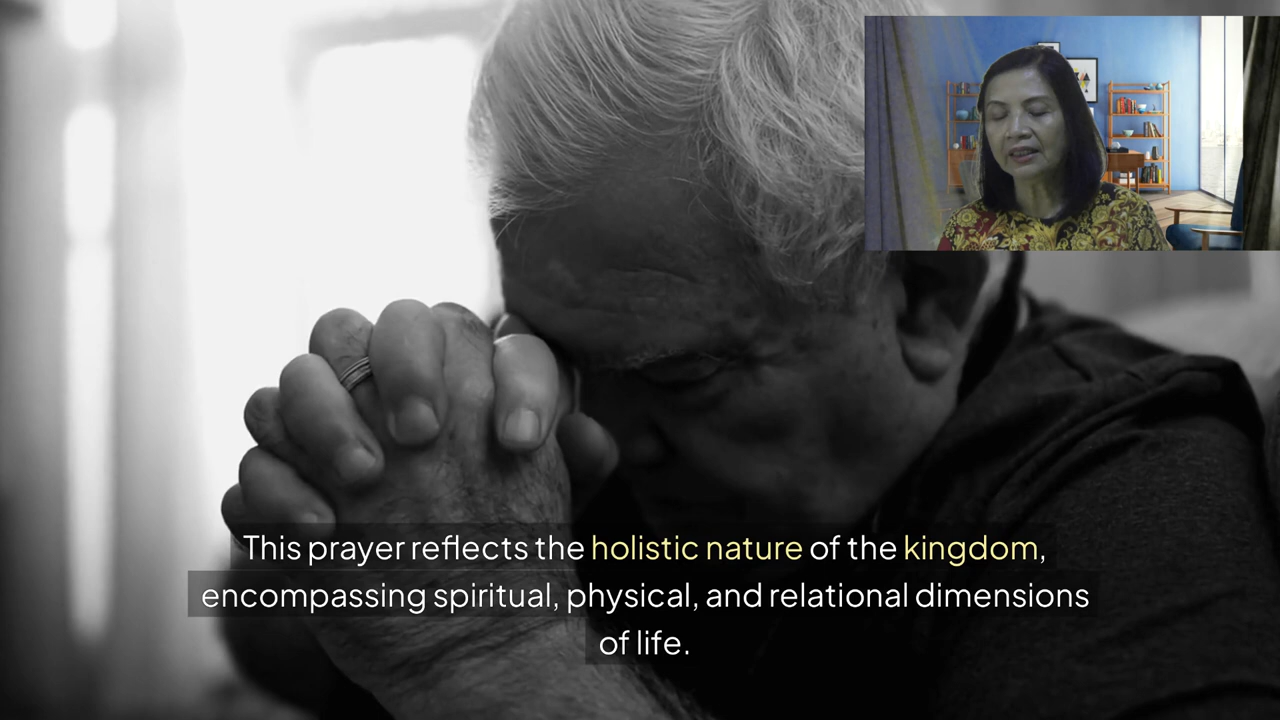 This prayer reflects the holistic nature of the kingdom,
encompassing spiritual, physical, and relational dimensions
of life.